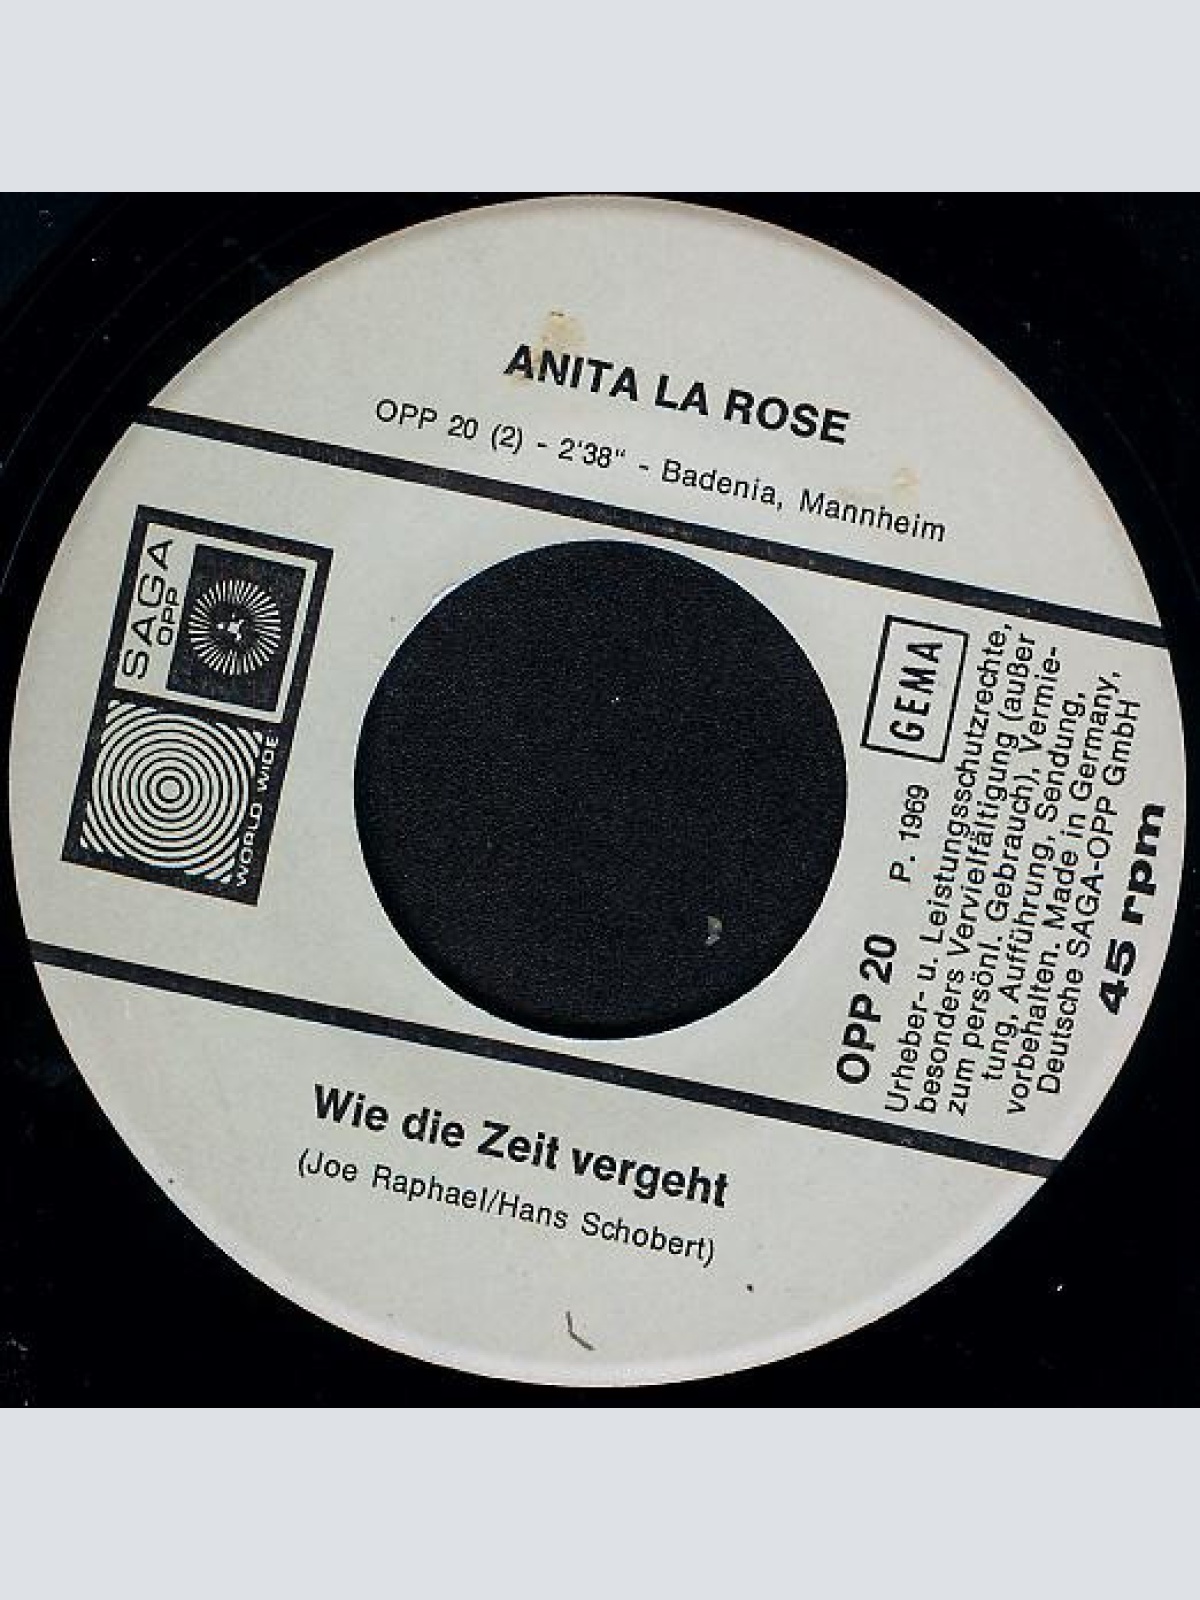 ANITA LA ROSE
OPP 20 (2) - 2'38" - Badenia, Mannheim
SAGA
OPP
WORLD WIDE
GEMA
OPP 20 P. 1969
Urheber- u. Leistungsschutzrechte,
besonders Vervielfältigung (außer
zum persönl. Gebrauch), Vermie-
tung, Aufführung, Sendung,
vorbehalten. Made in Germany,
Deutsche SAGA-OPP GmbH
45 rpm
Wie die Zeit vergeht
(Joe Raphael/Hans Schobert)